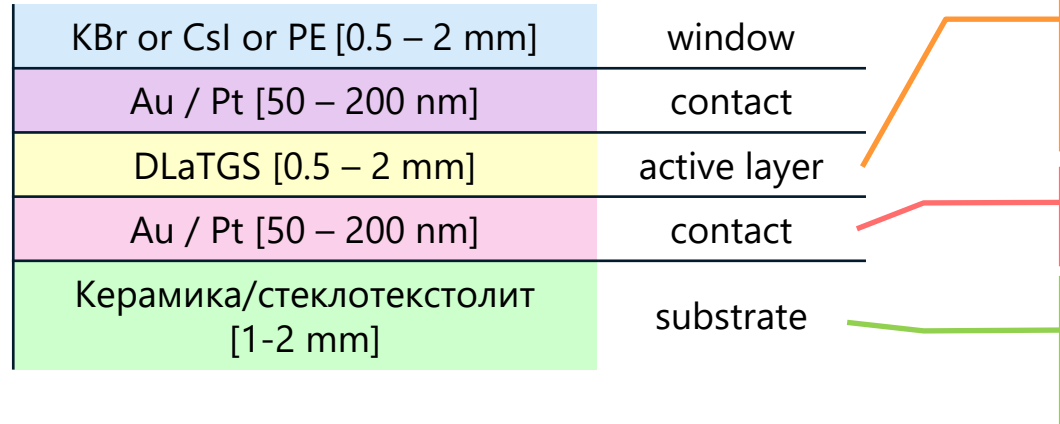 KBr or CsI or PE [0.5 – 2 mm] window
Au / Pt [50 – 200 nm] contact
DLaTGS [0.5 – 2 mm] active layer
Au / Pt [50 – 200 nm] contact
Керамика/стеклотекстолит
[1-2 mm] substrate